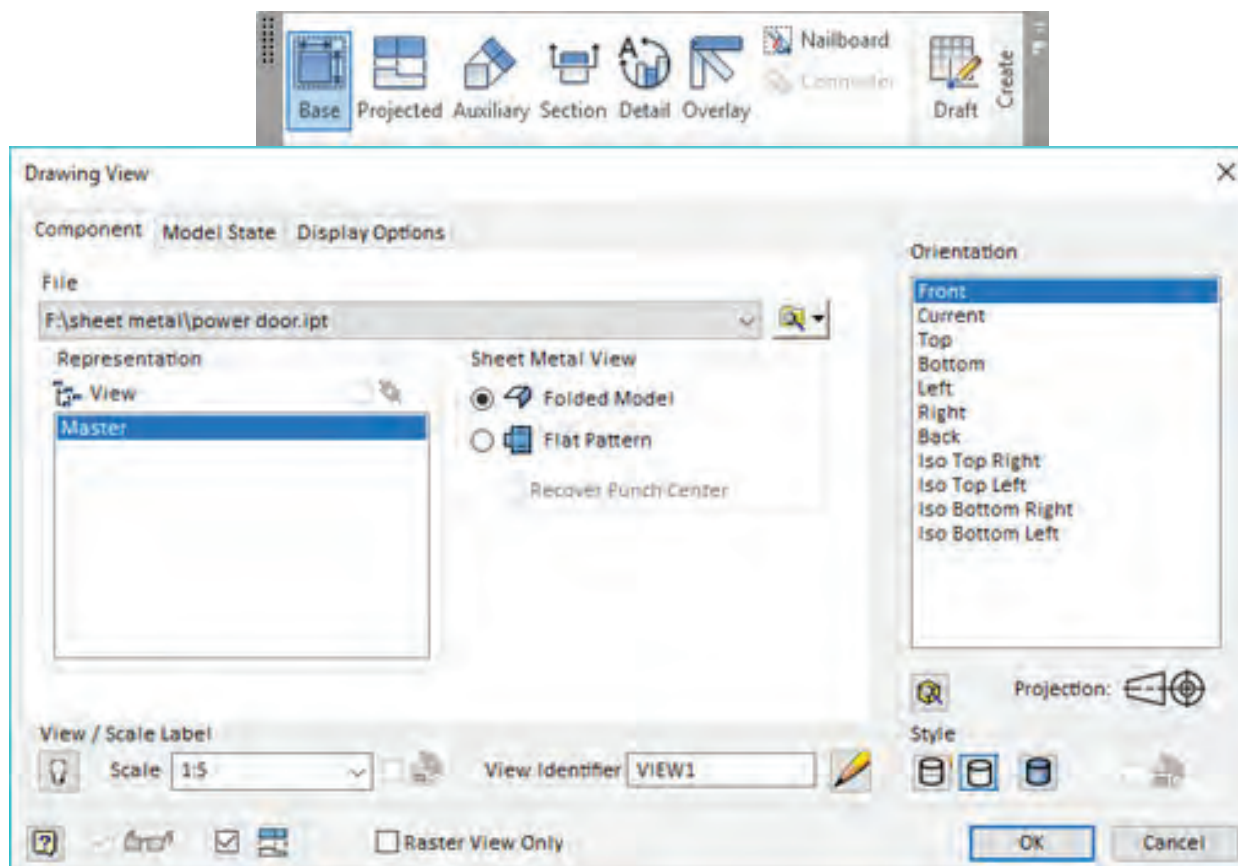 Nailboard
Connector
Base Projected Auxiliary Section Detail Overlay
Draft
Create
Drawing View
Component Model State Display Options
Orientation
File
F:\sheet metal\power door.ipt
Representation
Sheet Metal View
View
Master
Folded Model
Flat Pattern
Recover Punch Center
Front
Current
Top
Bottom
Left
Right
Back
Iso Top Right
Iso Top Left
Iso Bottom Right
Iso Bottom Left
Projection:
View / Scale Label
Scale 1:5
View Identifier VIEW1
Style
Raster View Only
OK Cancel